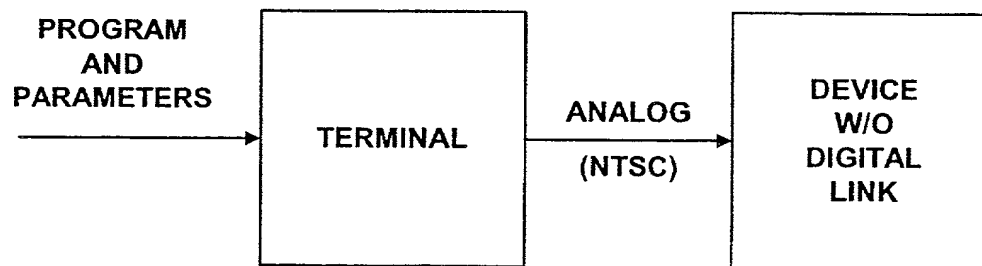 PROGRAM
AND
PARAMETERS
TERMINAL
ANALOG
(NTSC)
DEVICE
W/O
DIGITAL
LINK